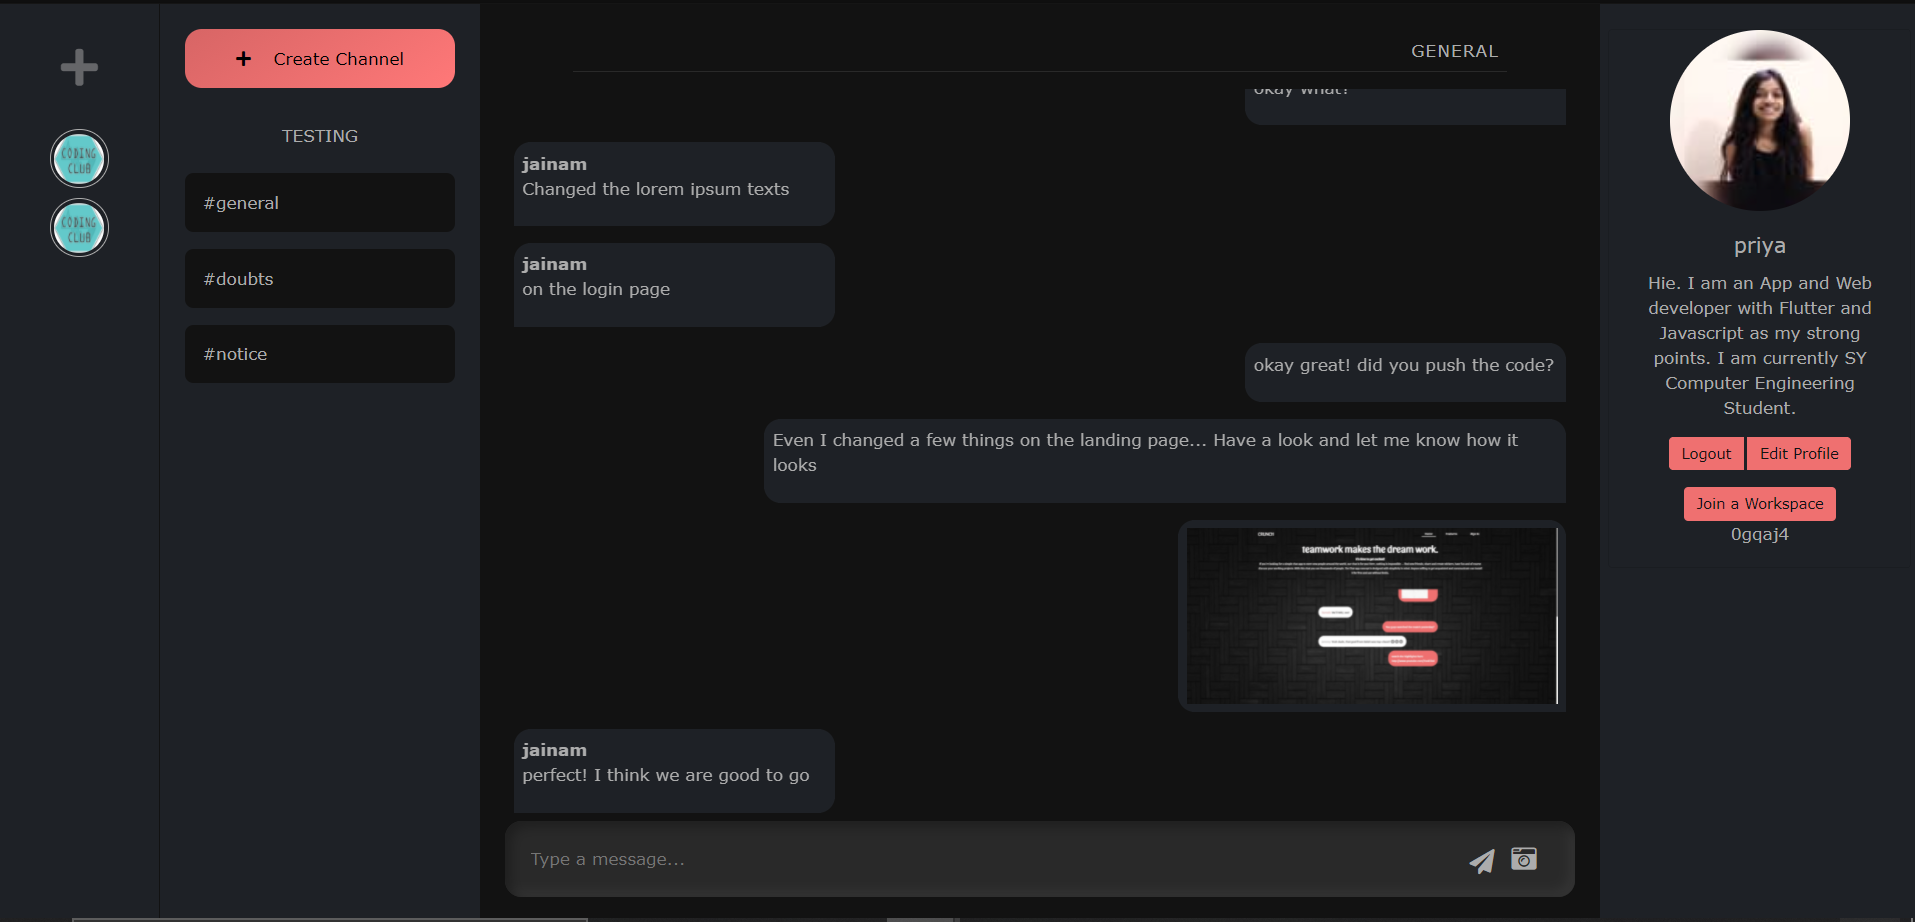 Create Channel
TESTING
#general
#doubts
#notice
CODING
CLUB
CODING
CLUB
GENERAL
okay what?
jainam
Changed the lorem ipsum texts
jainam
on the login page
okay great! did you push the code?
Even I changed a few things on the landing page... Have a look and let me know how it
looks
CRUNCH
teamwork makes the dream work.
jainam
perfect! I think we are good to go
Type a message...
priya
Hie. I am an App and Web
developer with Flutter and
Javascript as my strong
points. I am currently SY
Computer Engineering
Student.
Logout
Edit Profile
Join a Workspace
0gqaj4